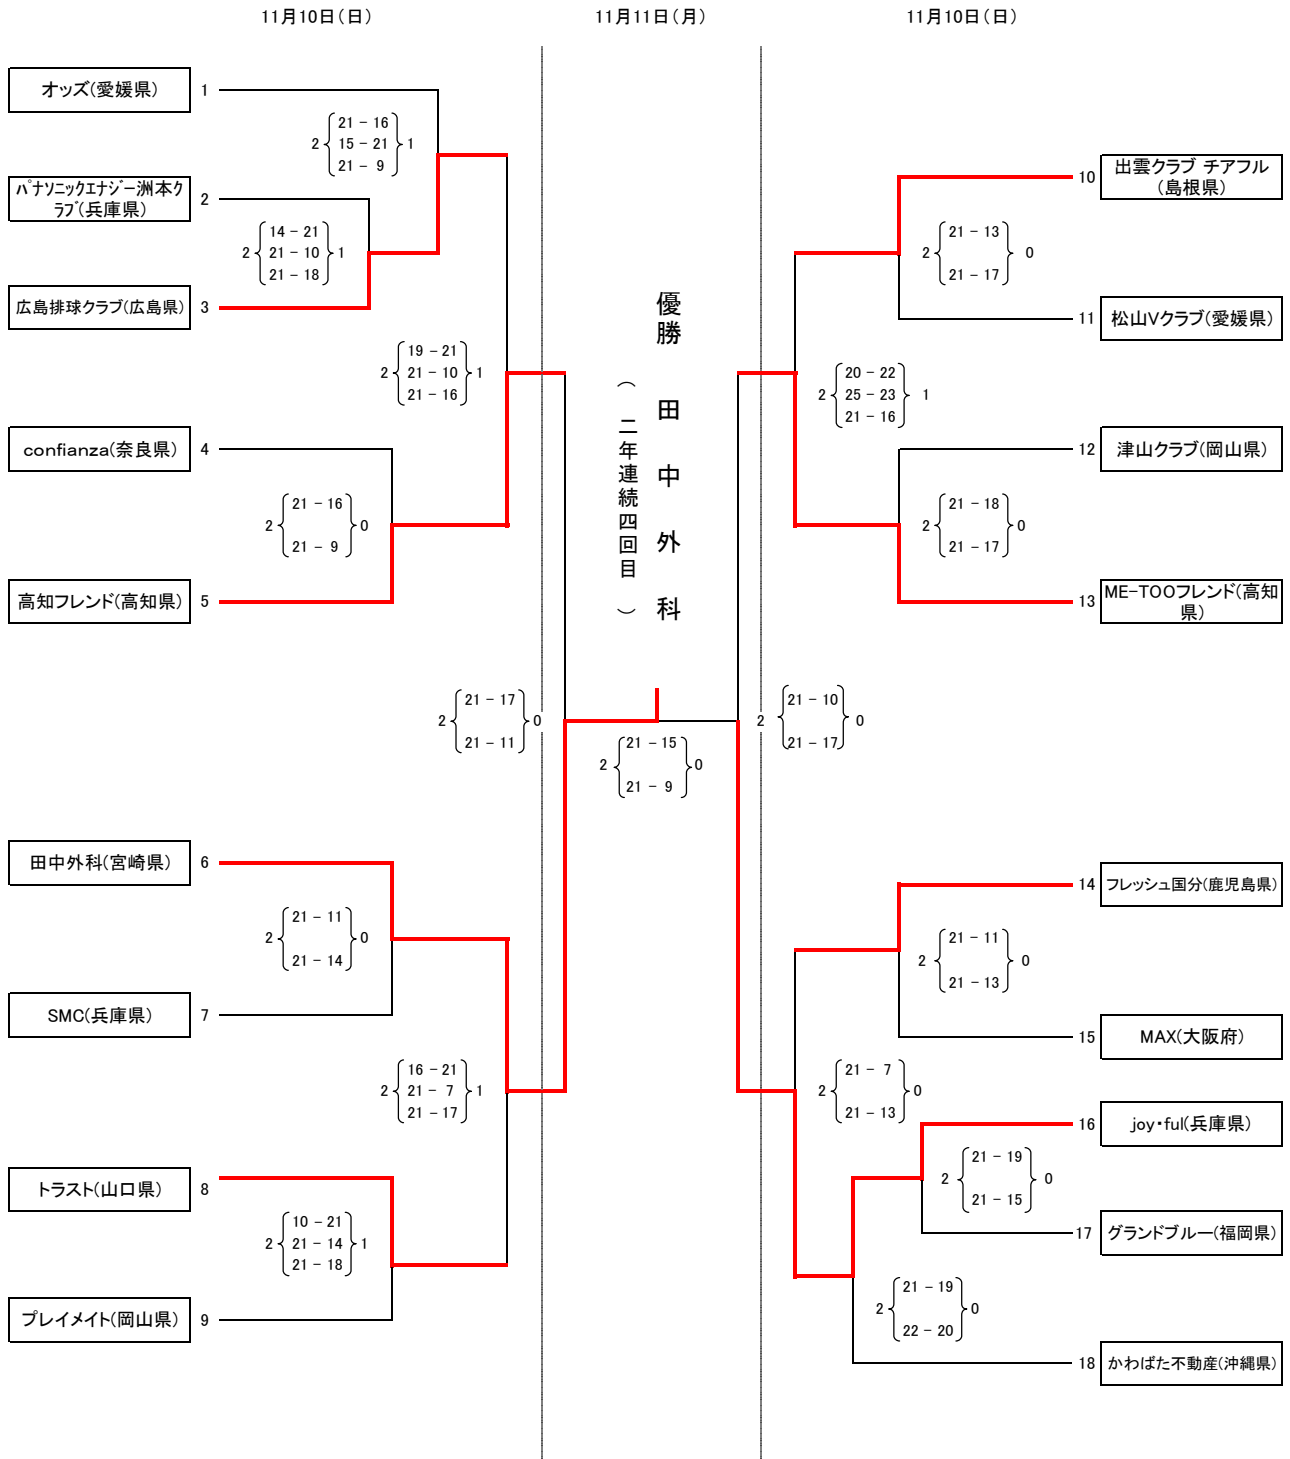 11月10日(日)
11月11日(月)
11月10日(日)
オッズ(愛媛県) 1
21 - 16
2 15 - 21 1
21 - 9
パナソニックエナジー洲本ク
ラブ(兵庫県)
2
14 - 21
2 21 - 10 1
21 - 18
広島排球クラブ(広島県) 3
19 - 21
2 21 - 10 1
21 - 16
confianza(奈良県) 4
21 - 16
2 0
21 - 9
高知フレンド(高知県) 5
21 - 17
2 0
21 - 11
田中外科(宮崎県) 6
21 - 11
2 0
21 - 14
SMC(兵庫県) 7
16 - 21
2 21 - 7 1
21 - 17
トラスト(山口県) 8
10 - 21
2 21 - 14 1
21 - 18
プレイメイト(岡山県) 9
優勝 田中外科
(二年連続四回目)
21 - 15
2 0
21 - 9
10 出雲クラブ チアフル
(島根県)
21 - 13
2 0
21 - 17
11 松山Vクラブ(愛媛県)
20 - 22
2 25 - 23 1
21 - 16
12 津山クラブ(岡山県)
21 - 18
2 0
21 - 17
13 ME-TOOフレンド(高知
県)
21 - 10
2 0
21 - 17
14 フレッシュ国分(鹿児島県)
21 - 11
2 0
21 - 13
15 MAX(大阪府)
21 - 7
2 0
21 - 13
16 joy・ful(兵庫県)
21 - 19
2 0
21 - 15
17 グランドブルー(福岡県)
21 - 19
2 0
22 - 20
18 かわばた不動産(沖縄県)